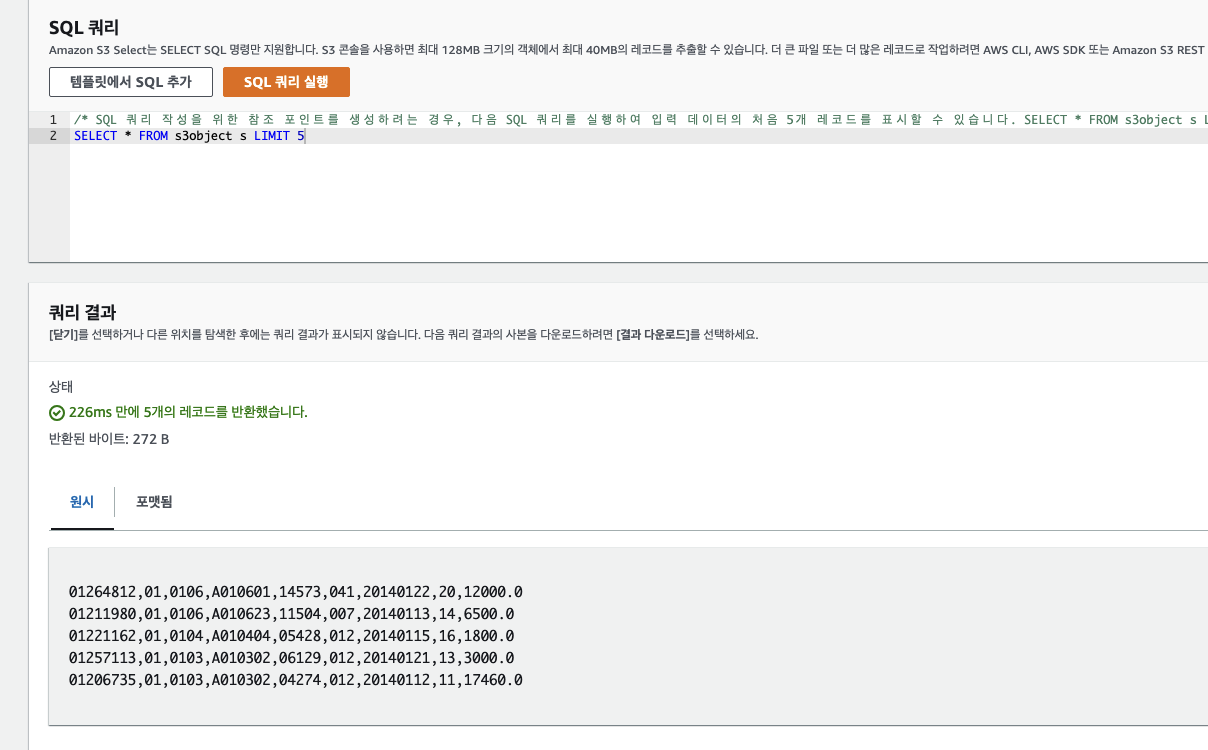 SQL 쿼리
Amazon S3 Select는 SELECT SQL 명령만 지원합니다. S3 콘솔을 사용하면 최대 128MB 크기의 객체에서 최대 40MB의 레코드를 추출할 수 있습니다. 더 큰 파일 또는 더 많은 레코드로 작업하려면 AWS CLI, AWS SDK 또는 Amazon S3 REST
템플릿에서 SQL 추가 SQL 쿼리 실행
1 /* SQL 쿼리 작성을 위한 참조 포인트를 생성하려는 경우, 다음 SQL 쿼리를 실행하여 입력 데이터의 처음 5개 레코드를 표시할 수 있습니다. SELECT * FROM s3object s L
2 SELECT * FROM s3object s LIMIT 5
쿼리 결과
[닫기]를 선택하거나 다른 위치를 탐색한 후에는 쿼리 결과가 표시되지 않습니다. 다음 쿼리 결과의 사본을 다운로드하려면 [결과 다운로드]를 선택하세요.
상태
226ms 만에 5개의 레코드를 반환했습니다.
반환된 바이트: 272 B
원시 포맷됨
01264812,01,0106,A010601,14573,041,20140122,20,12000.0
01211980,01,0106,A010623,11504,007,20140113,14,6500.0
01221162,01,0104,A010404,05428,012,20140115,16,1800.0
01257113,01,0103,A010302,06129,012,20140121,13,3000.0
01206735,01,0103,A010302,04274,012,20140112,11,17460.0